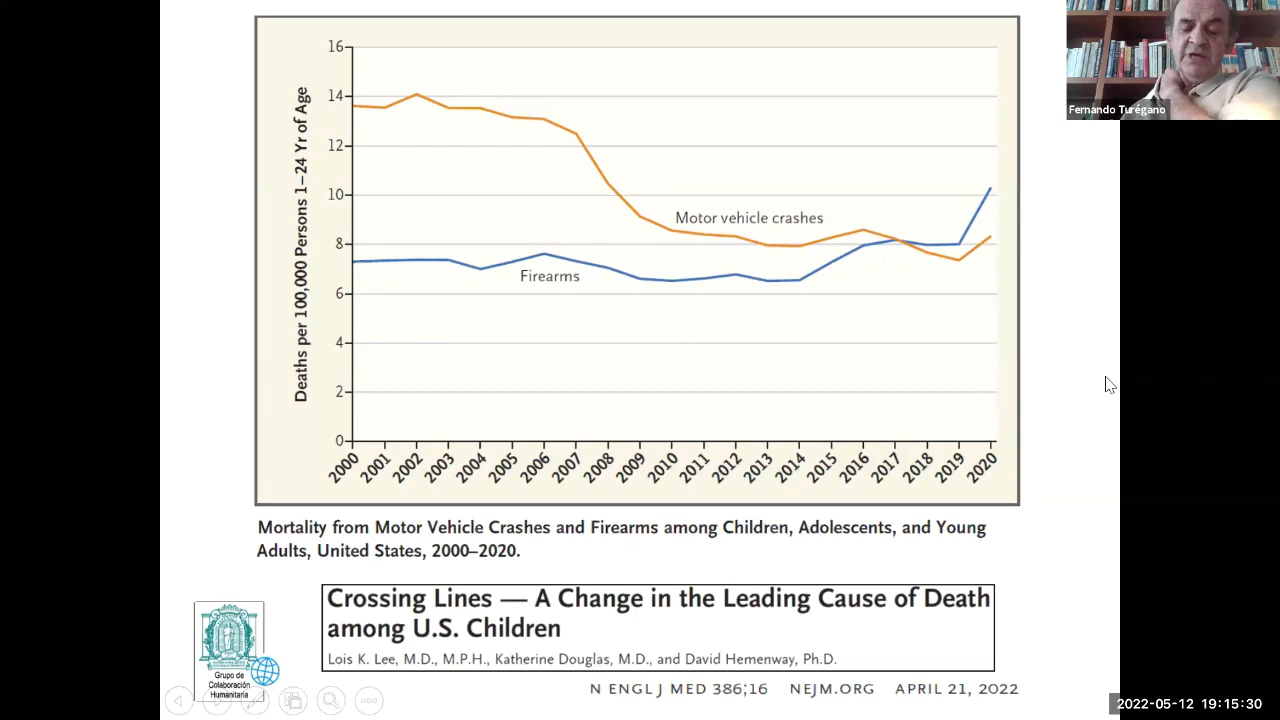 Fernando Turégano
16
14
12
10
8
6
4
2
0
Deaths per 100,000 Persons 1–24 Yr of Age
Motor vehicle crashes
Firearms
2000 2001 2002 2003 2004 2005 2006 2007 2008 2009 2010 2011 2012 2013 2014 2015 2016 2017 2018 2019 2020
Mortality from Motor Vehicle Crashes and Firearms among Children, Adolescents, and Young
Adults, United States, 2000–2020.
Crossing Lines — A Change in the Leading Cause of Death
among U.S. Children
Lois K. Lee, M.D., M.P.H., Katherine Douglas, M.D., and David Hemenway, Ph.D.
Grupo de
Colaboración
Humanitaria
N ENGL J MED 386;16 NEJM.ORG APRIL 21, 2022
2022-05-12 19:15:30